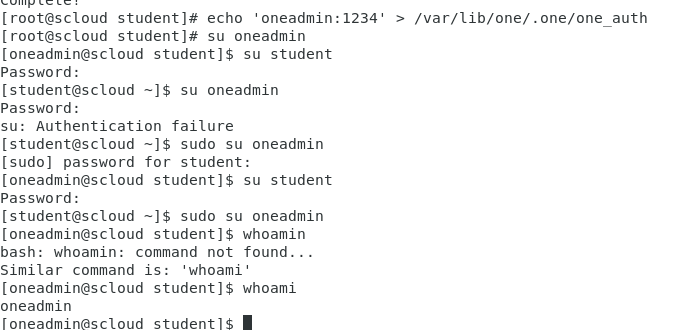 Complete!
[root@scloud student]# echo 'oneadmin:1234' > /var/lib/one/.one/one_auth
[root@scloud student]# su oneadmin
[oneadmin@scloud student]$ su student
Password:
[student@scloud ~]$ su oneadmin
Password:
su: Authentication failure
[student@scloud ~]$ sudo su oneadmin
[sudo] password for student:
[oneadmin@scloud student]$ su student
Password:
[student@scloud ~]$ sudo su oneadmin
[oneadmin@scloud student]$ whoamin
bash: whoamin: command not found...
Similar command is: 'whoami'
[oneadmin@scloud student]$ whoami
oneadmin
[oneadmin@scloud student]$